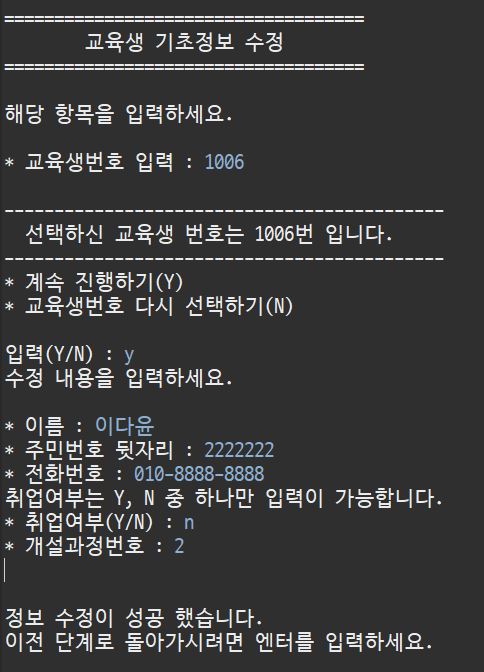 ====================================
교육생 기초정보 수정
====================================
해당 항목을 입력하세요.
* 교육생번호 입력 : 1006
--------------------------------------------
선택하신 교육생 번호는 1006번 입니다.
--------------------------------------------
* 계속 진행하기(Y)
* 교육생번호 다시 선택하기(N)
입력(Y/N) : y
수정 내용을 입력하세요.
* 이름 : 이다윤
* 주민번호 뒷자리 : 2222222
* 전화번호 : 010-8888-8888
취업여부는 Y, N 중 하나만 입력이 가능합니다.
* 취업여부(Y/N) : n
* 개설과정번호 : 2
정보 수정이 성공 했습니다.
이전 단계로 돌아가시려면 엔터를 입력하세요.